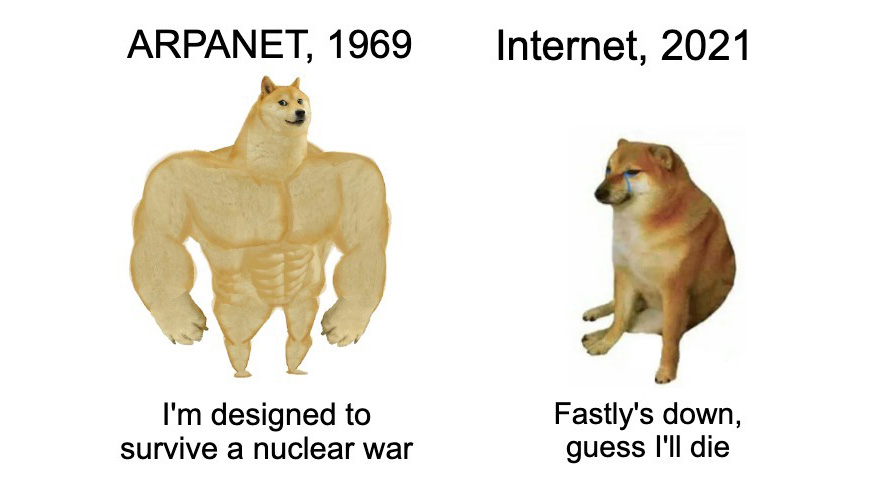 ARPANET, 1969
Internet, 2021
I'm designed to
survive a nuclear war
Fastly's down,
guess I'll die